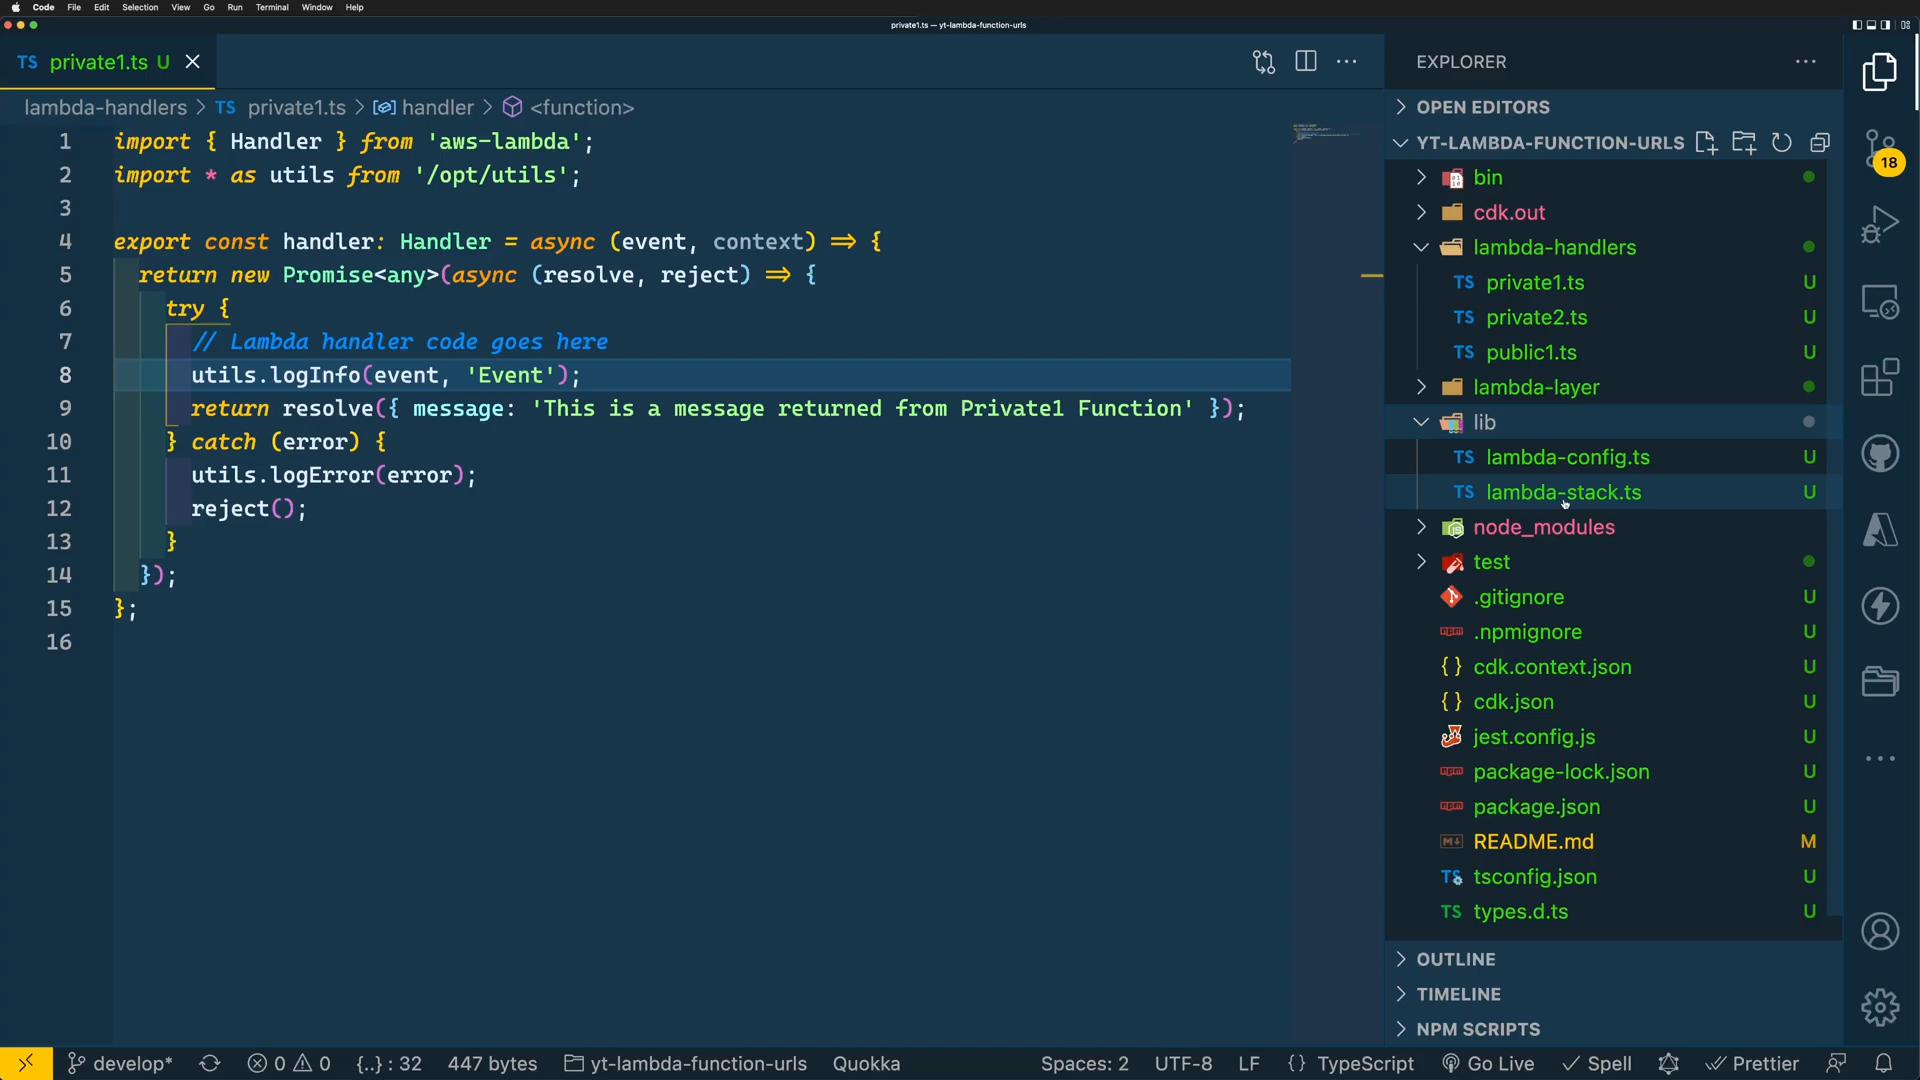 Code File Edit Selection View Go Run Terminal Window Help
private1.ts — yt-lambda-function-urls
TS private1.ts U
lambda-handlers > TS private1.ts > handler > <function>
1 import { Handler } from 'aws-lambda';
2 import * as utils from '/opt/utils';
3
4 export const handler: Handler = async (event, context) => {
5 return new Promise<any>(async (resolve, reject) => {
6 try {
7 // Lambda handler code goes here
8 utils.logInfo(event, 'Event');
9 return resolve({ message: 'This is a message returned from Private1 Function' });
10 } catch (error) {
11 utils.logError(error);
12 reject();
13 }
14 });
15 };
16
EXPLORER
OPEN EDITORS
YT-LAMBDA-FUNCTION-URLS
bin
cdk.out
lambda-handlers
TS private1.ts U
TS private2.ts U
TS public1.ts U
lambda-layer
lib
TS lambda-config.ts U
TS lambda-stack.ts U
node_modules
test
.gitignore U
.npmignore U
{ } cdk.context.json U
{ } cdk.json U
jest.config.js U
package-lock.json U
package.json U
README.md M
TS tsconfig.json U
TS types.d.ts U
OUTLINE
TIMELINE
NPM SCRIPTS
18
develop* 0 0 {..} : 32 447 bytes yt-lambda-function-urls Quokka Spaces: 2 UTF-8 LF { } TypeScript Go Live Spell Prettier